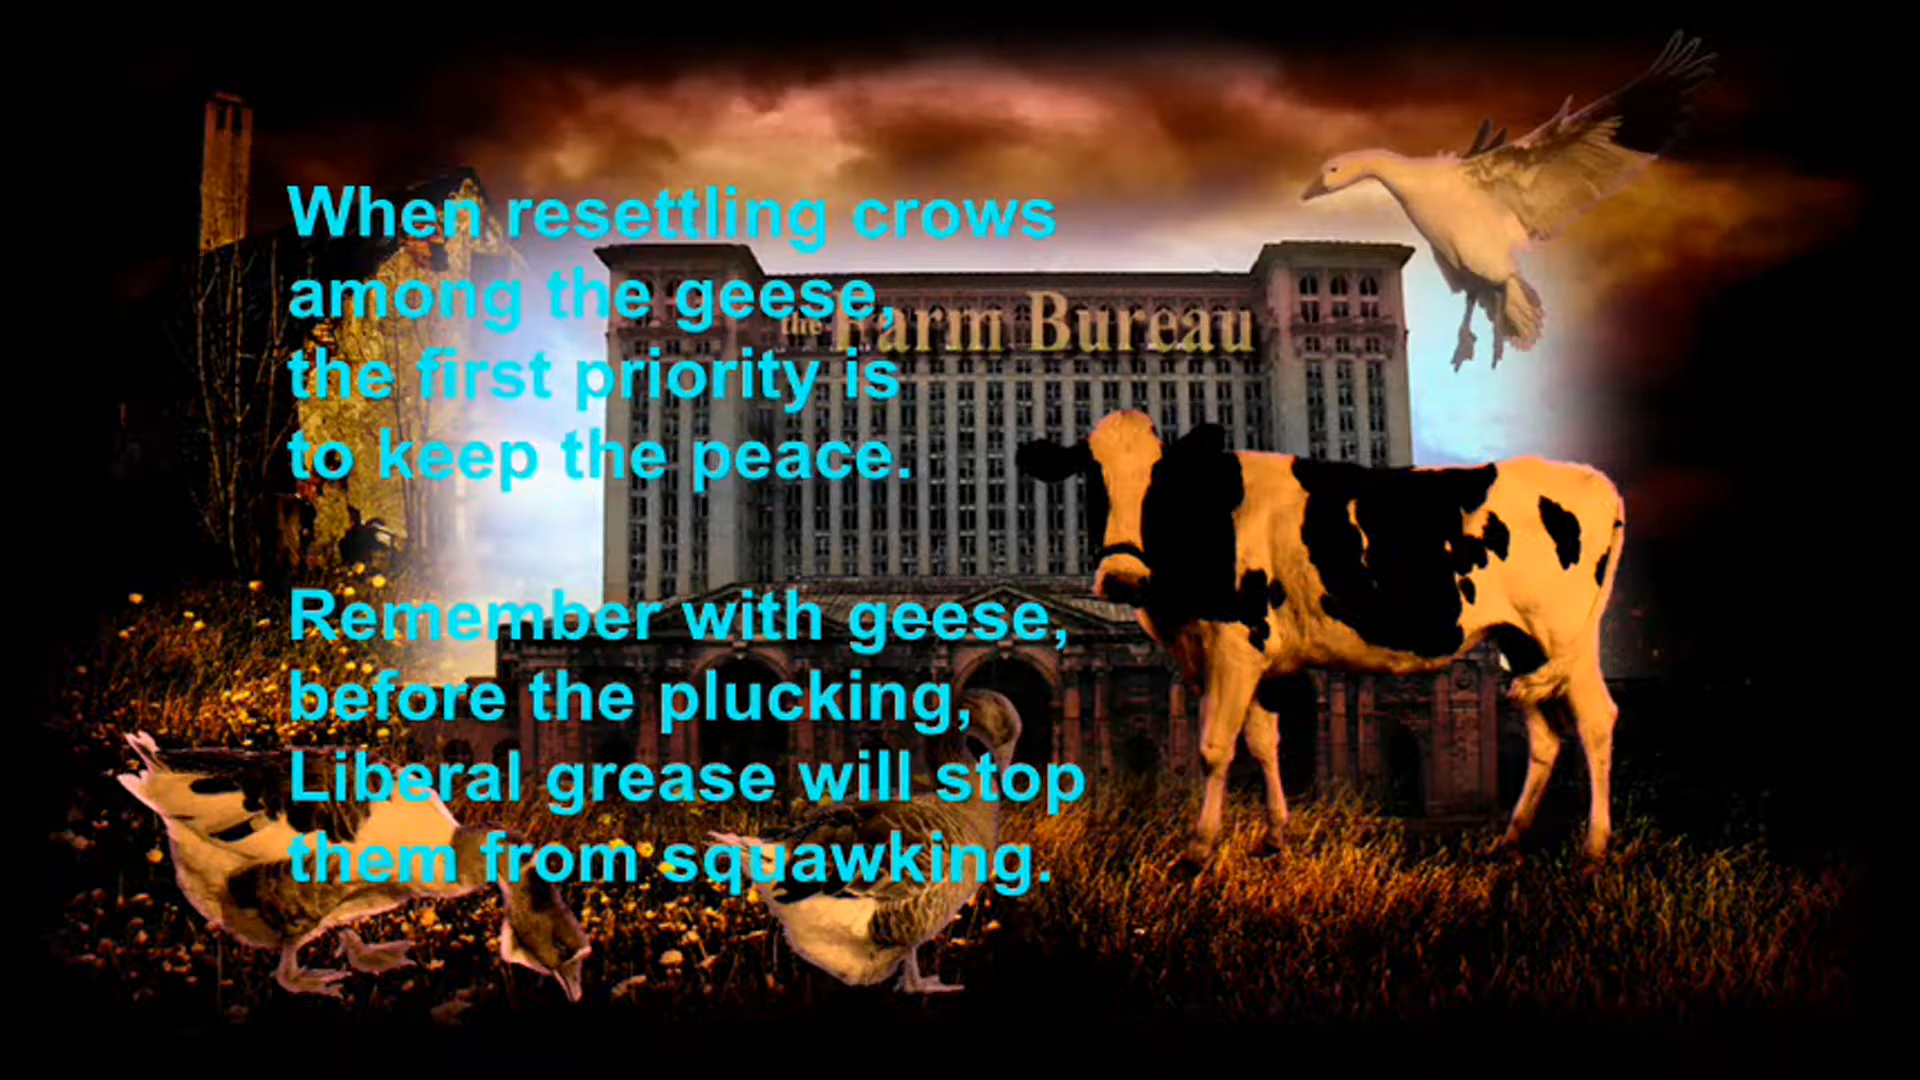 When resettling crows
among the geese,
the Farm Bureau
the first priority is
to keep the peace.
Remember with geese,
before the plucking,
Liberal grease will stop
them from squawking.